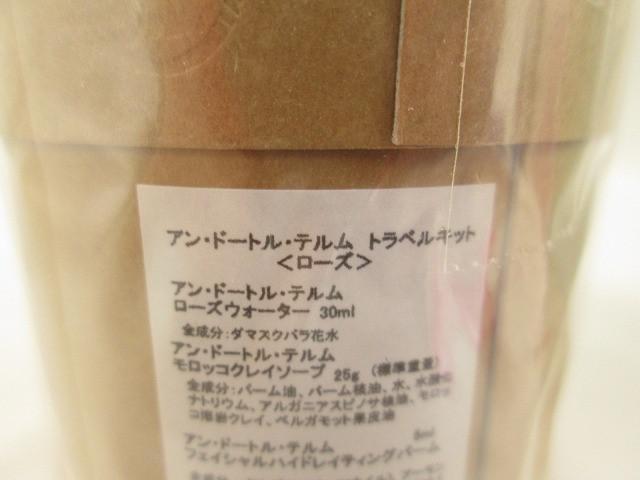 アン・ドートル・テルム トラベルキット
<ローズ>
アン・ドートル・テルム
ローズウォーター 30ml
全成分：ダマスクバラ花水
アン・ドートル・テルム
モロッコクレイソープ 25g （標準重量）
全成分：パーム油、パーム核油、水、水酸化
ナトリウム、アルガニアスピノサ核油、モロッ
コ溶岩クレイ、ベルガモット果皮油
アン・ドートル・テルム 8ml
フェイシャルハイドレイティングバーム